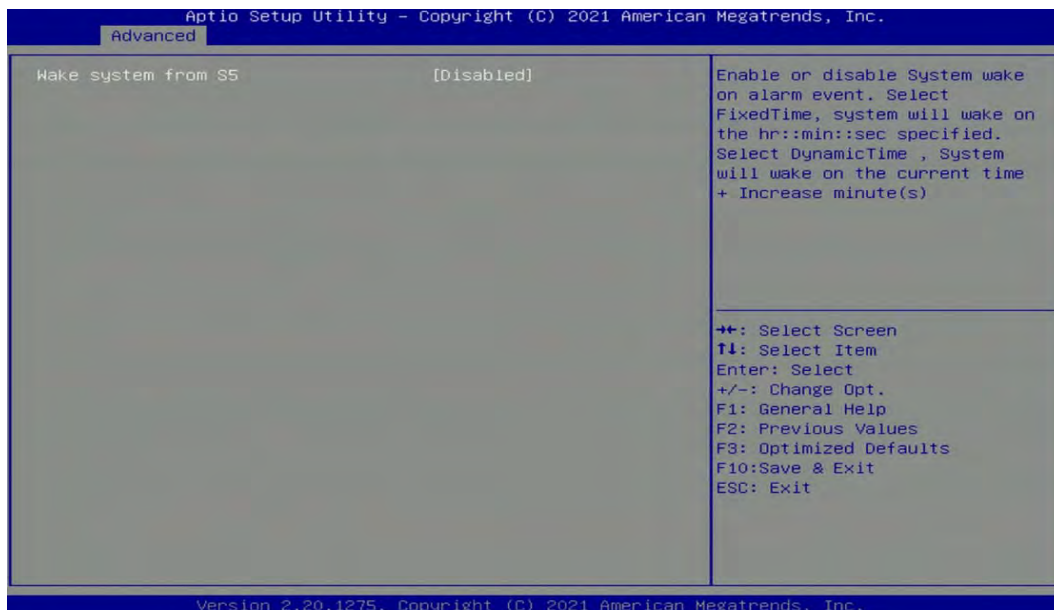 Aptio Setup Utility – Copyright (C) 2021 American Megatrends, Inc.
Advanced
Wake system from S5 [Disabled]
Enable or disable System wake
on alarm event. Select
FixedTime, system will wake on
the hr::min::sec specified.
Select DynamicTime , System
will wake on the current time
+ Increase minute(s)
→←: Select Screen
↑↓: Select Item
Enter: Select
+/-: Change Opt.
F1: General Help
F2: Previous Values
F3: Optimized Defaults
F10:Save & Exit
ESC: Exit
Version 2.20.1275. Copyright (C) 2021 American Megatrends, Inc.